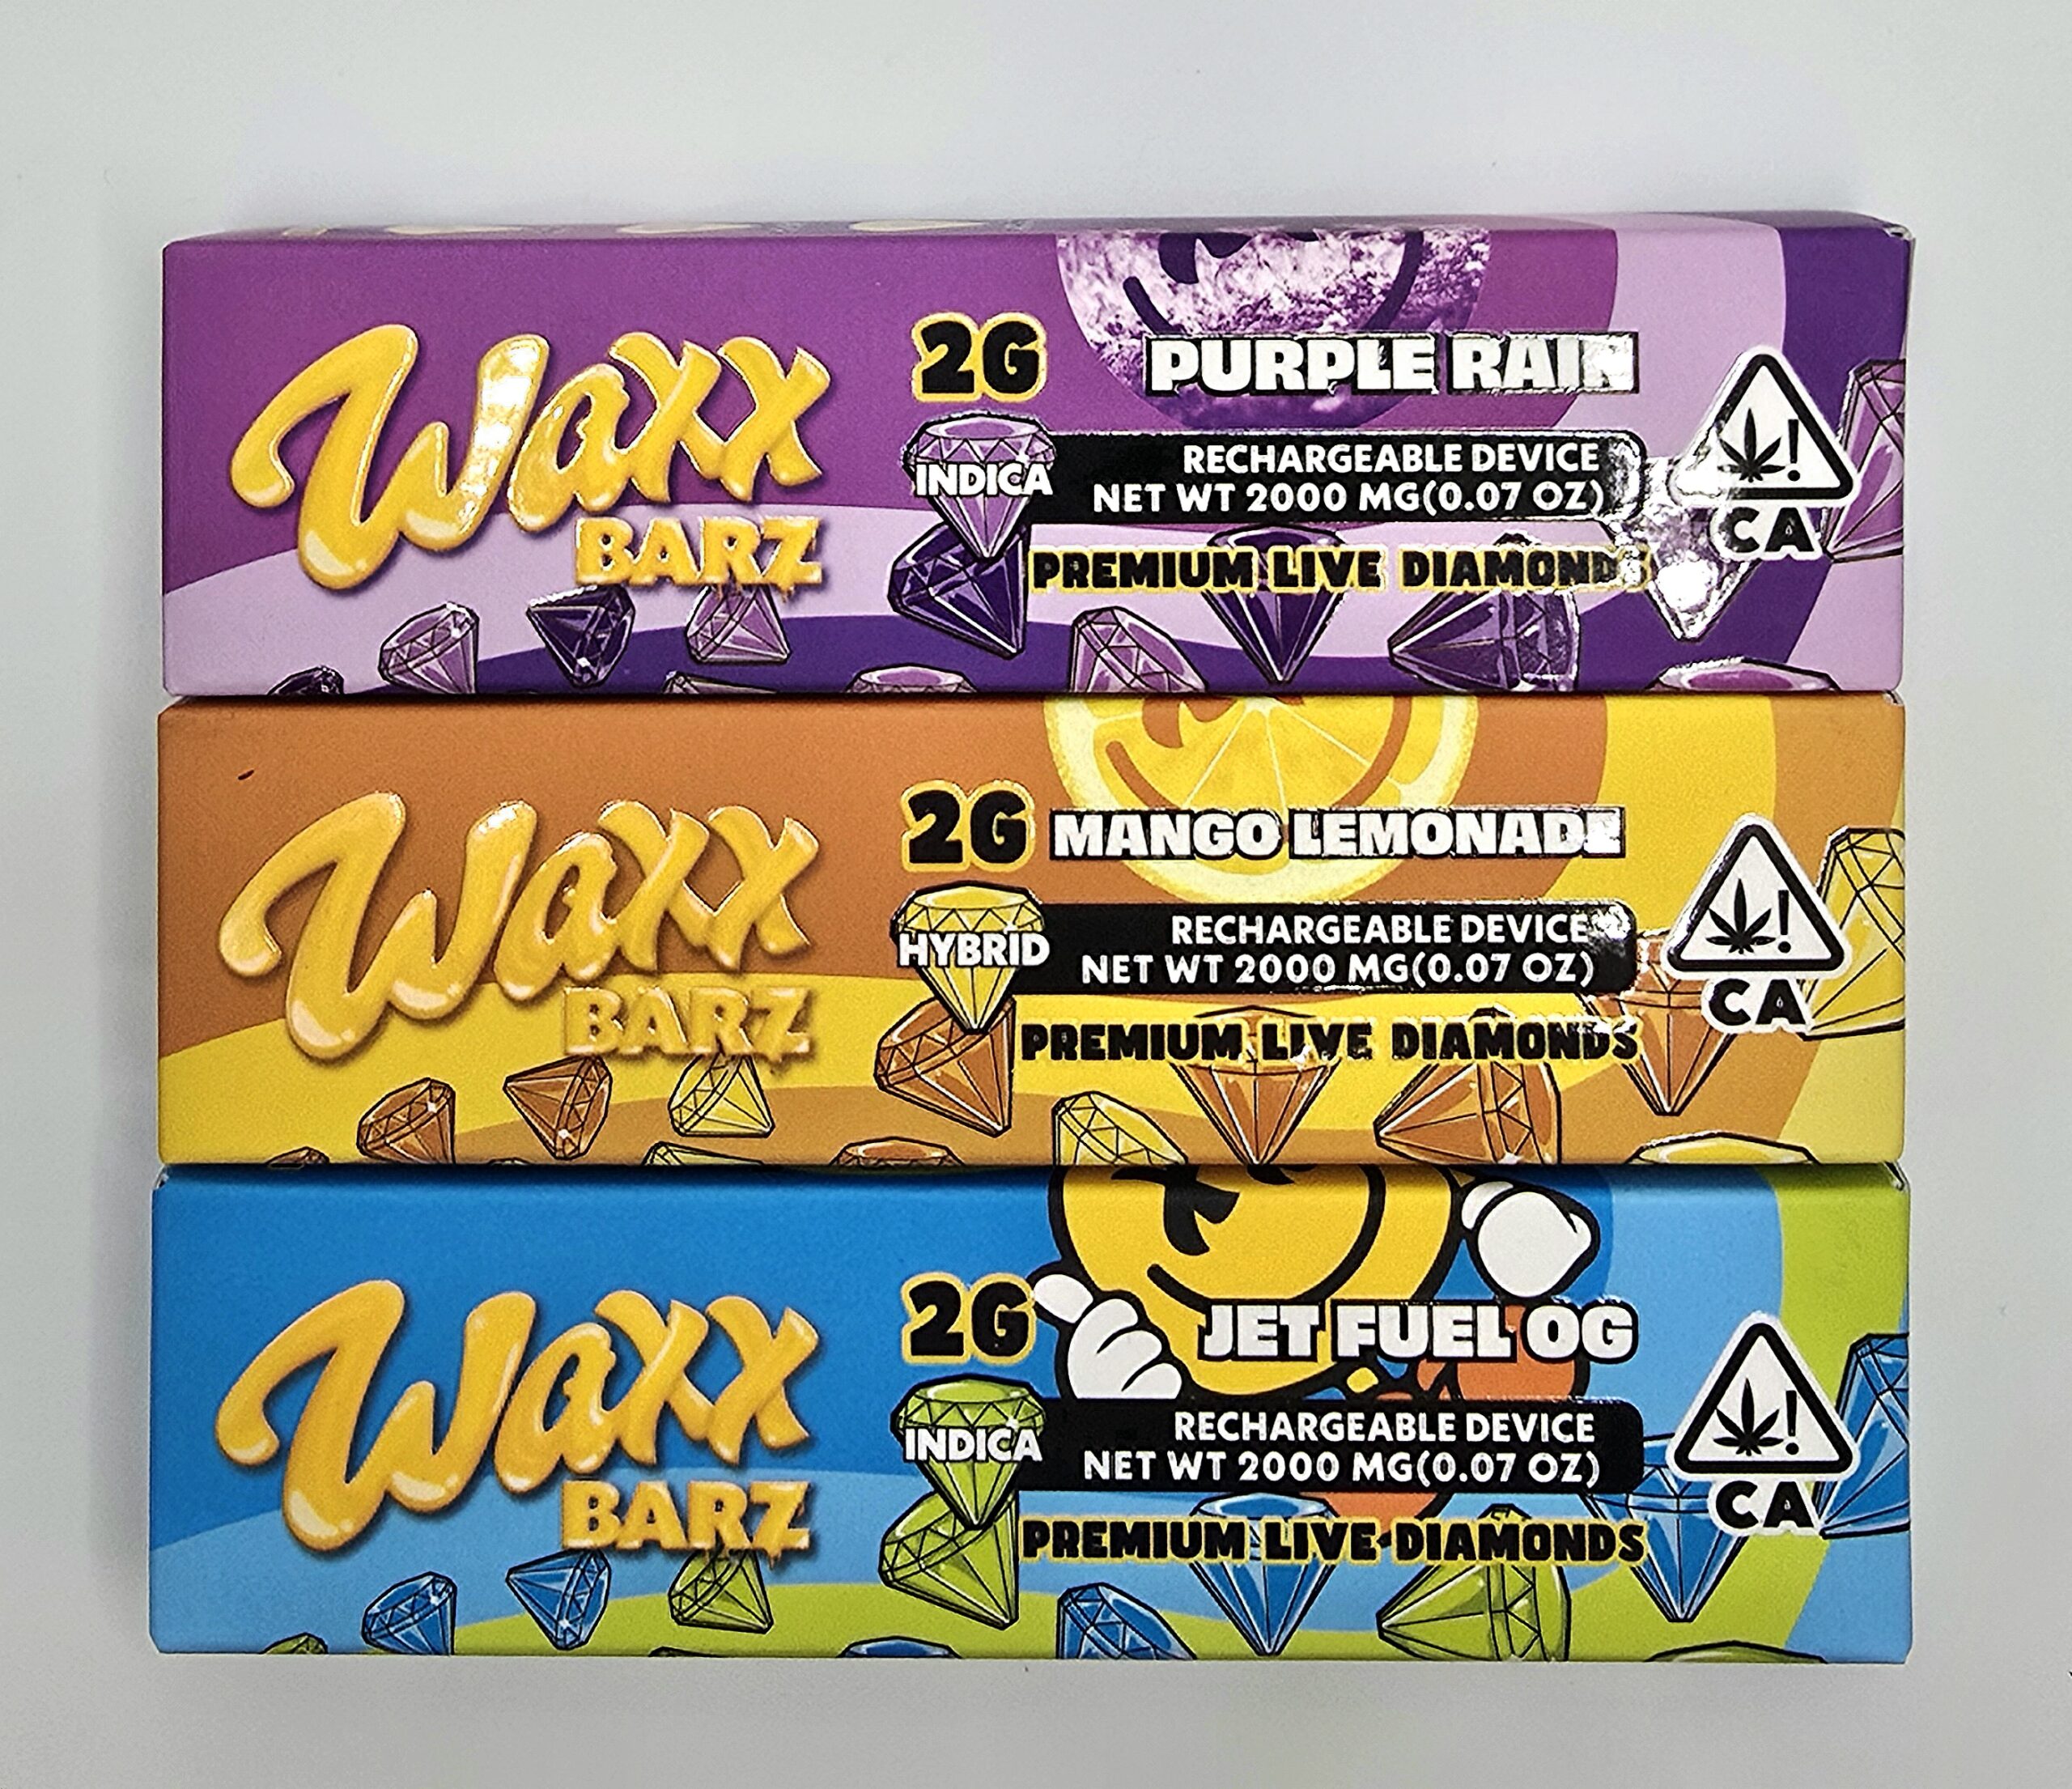 Waxx
BARZ
2G
PURPLE RAIN
INDICA
RECHARGEABLE DEVICE
NET WT 2000 MG(0.07 OZ)
PREMIUM LIVE DIAMONDS
!
CA
Waxx
BARZ
2G
MANGO LEMONADE
HYBRID
RECHARGEABLE DEVICE
NET WT 2000 MG(0.07 OZ)
PREMIUM LIVE DIAMONDS
!
CA
Waxx
BARZ
2G
JET FUEL OG
INDICA
RECHARGEABLE DEVICE
NET WT 2000 MG(0.07 OZ)
PREMIUM LIVE DIAMONDS
!
CA